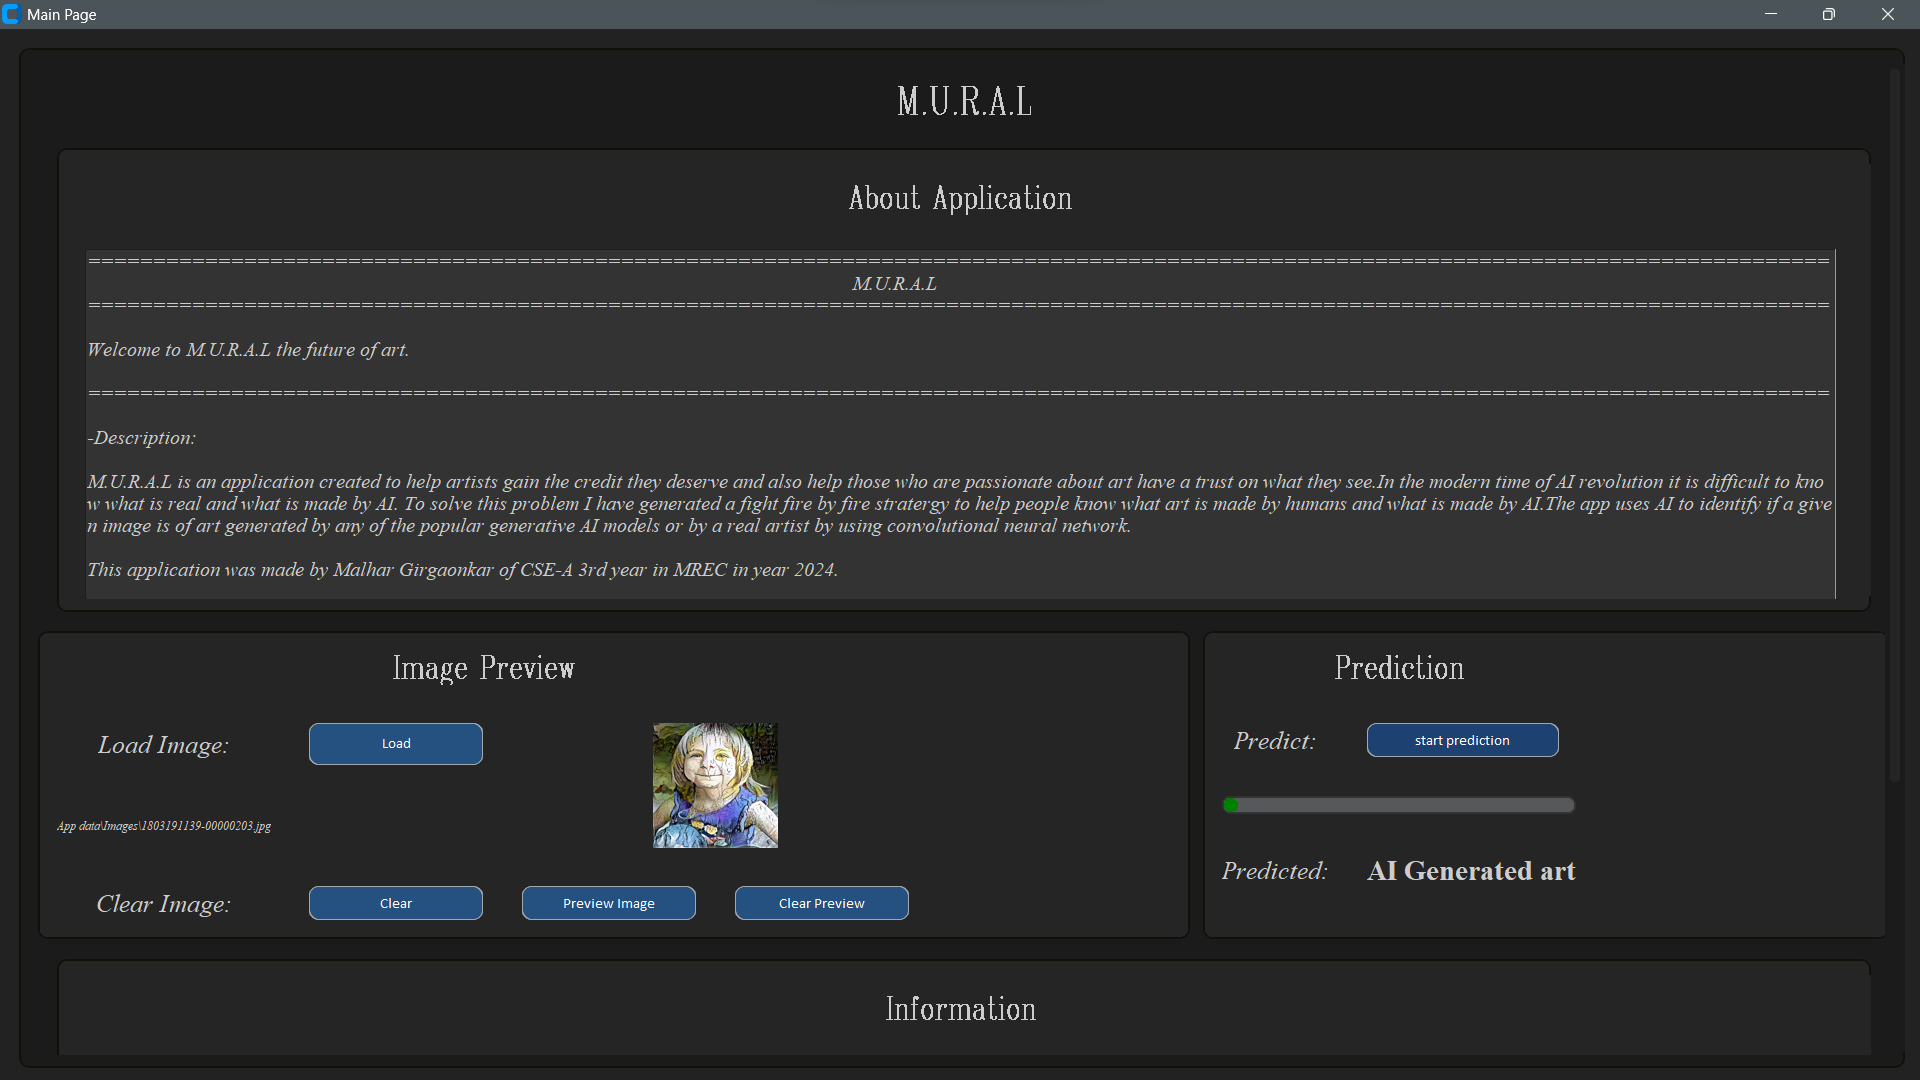 Main Page
M.U.R.A.L
About Application
========================================================================================================================================
M.U.R.A.L
========================================================================================================================================
Welcome to M.U.R.A.L the future of art.
========================================================================================================================================
-Description:
M.U.R.A.L is an application created to help artists gain the credit they deserve and also help those who are passionate about art have a trust on what they see.In the modern time of AI revolution it is difficult to kno
w what is real and what is made by AI. To solve this problem I have generated a fight fire by fire stratergy to help people know what art is made by humans and what is made by AI.The app uses AI to identify if a give
n image is of art generated by any of the popular generative AI models or by a real artist by using convolutional neural network.
This application was made by Malhar Girgaonkar of CSE-A 3rd year in MREC in year 2024.
Image Preview
Load Image:
Load
App data\Images\1803191139-00000203.jpg
Clear Image:
Clear
Preview Image
Clear Preview
Prediction
Predict:
start prediction
Predicted:
AI Generated art
Information